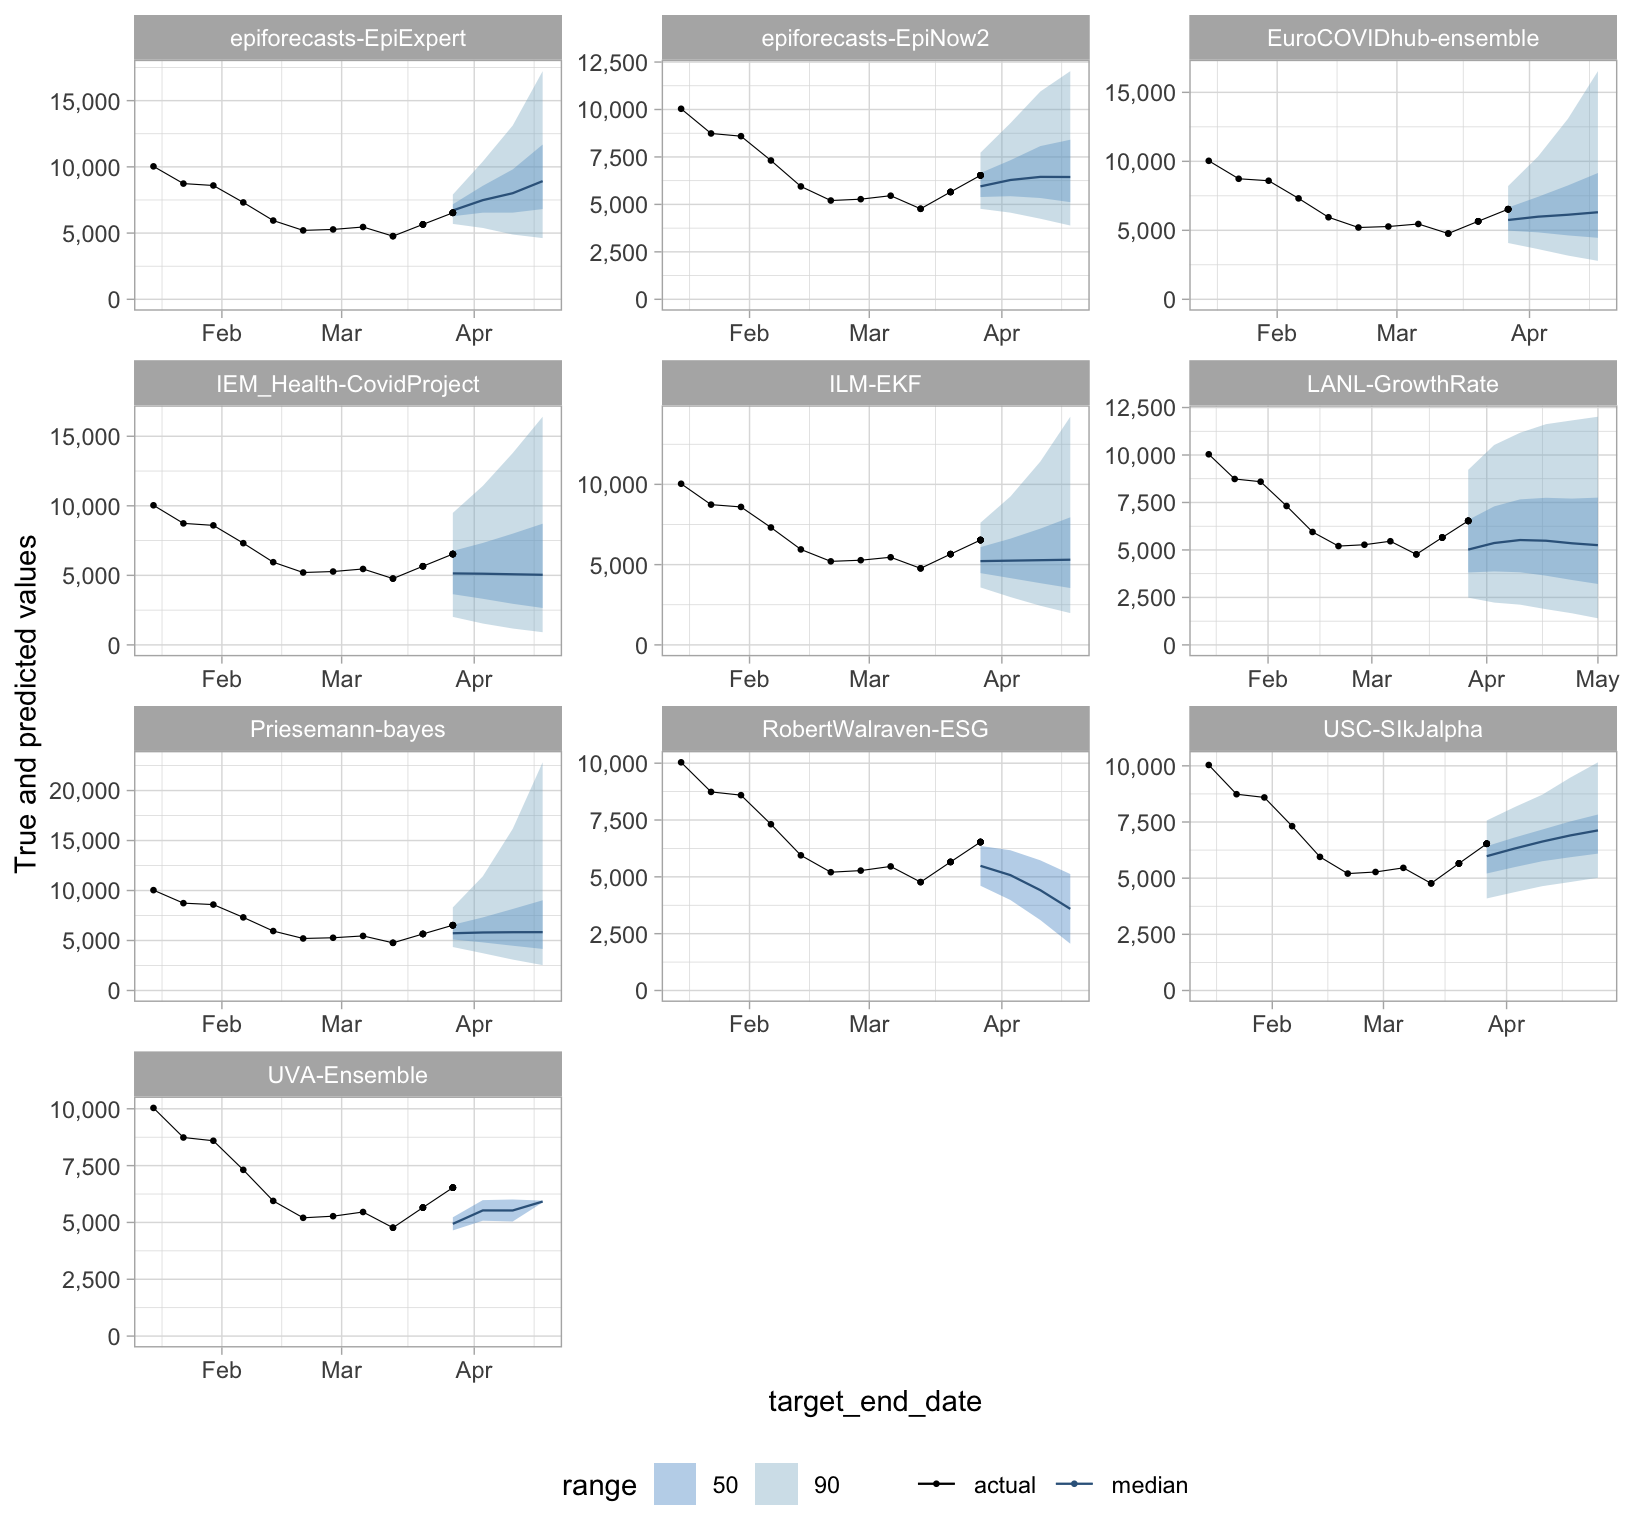 epiforecasts-EpiExpert
epiforecasts-EpiNow2
EuroCOVIDhub-ensemble
15,000
10,000
5,000
0
Feb Mar Apr
12,500
10,000
7,500
5,000
2,500
0
Feb Mar Apr
15,000
10,000
5,000
0
Feb Mar Apr
IEM_Health-CovidProject
ILM-EKF
LANL-GrowthRate
15,000
10,000
5,000
0
Feb Mar Apr
10,000
5,000
0
Feb Mar Apr
12,500
10,000
7,500
5,000
2,500
0
Feb Mar Apr May
True and predicted values
Priesemann-bayes
RobertWalraven-ESG
USC-SIkJalpha
20,000
15,000
10,000
5,000
0
Feb Mar Apr
10,000
7,500
5,000
2,500
0
Feb Mar Apr
10,000
7,500
5,000
2,500
0
Feb Mar Apr
UVA-Ensemble
10,000
7,500
5,000
2,500
0
Feb Mar Apr
target_end_date
range 50 90 actual median